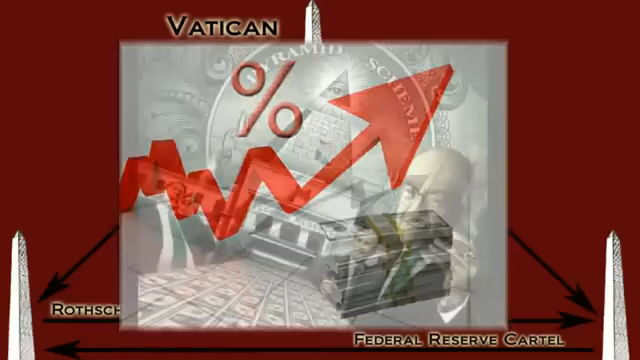 VATICAN
PYRAMID SCHEME
%
ROTHSCH
FEDERAL RESERVE CARTEL